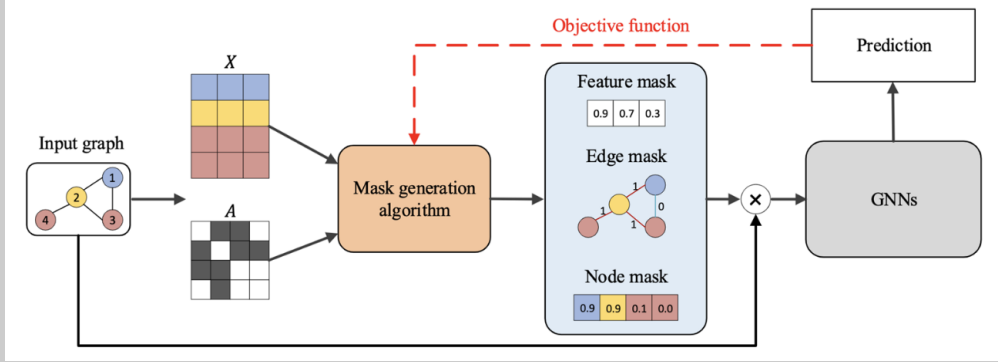 Objective function
Prediction
X
Feature mask
0.9 0.7 0.3
Input graph
1
2
4
3
Mask generation
algorithm
Edge mask
1
0
1
1
×
GNNs
A
Node mask
0.9 0.9 0.1 0.0